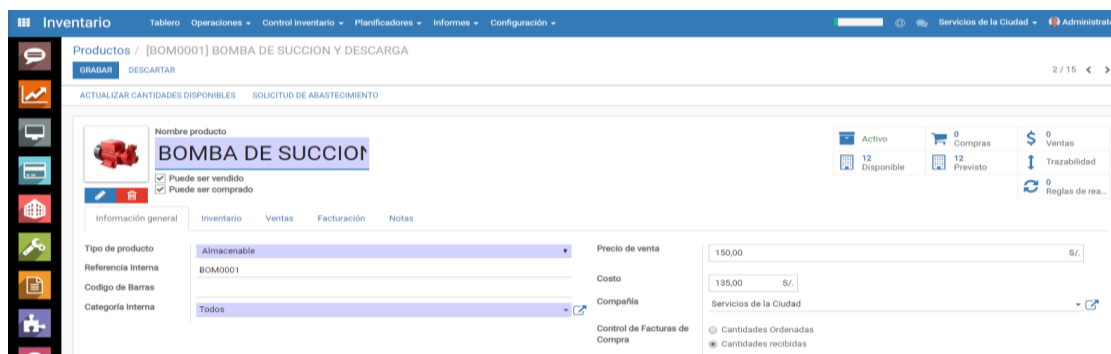 Inventario Tablero Operaciones Control inventario Planificadores Informes Configuración Servicios de la Ciudad Administrat
Productos / [BOM0001] BOMBA DE SUCCION Y DESCARGA
GRABAR DESCARTAR 2 / 15
ACTUALIZAR CANTIDADES DISPONIBLES SOLICITUD DE ABASTECIMIENTO
Nombre producto
BOMBA DE SUCCION
Puede ser vendido
Puede ser comprado
Activo
0 Compras
0 Ventas
12 Disponible
12 Previsto
Trazabilidad
0 Reglas de rea...
Información general Inventario Ventas Facturación Notas
Tipo de producto Almacenable
Referencia Interna BOM0001
Codigo de Barras
Categoría Interna Todos
Precio de venta 150,00 S/.
Costo 135,00 S/.
Compañía Servicios de la Ciudad
Control de Facturas de Compra
Cantidades Ordenadas
Cantidades recibidas